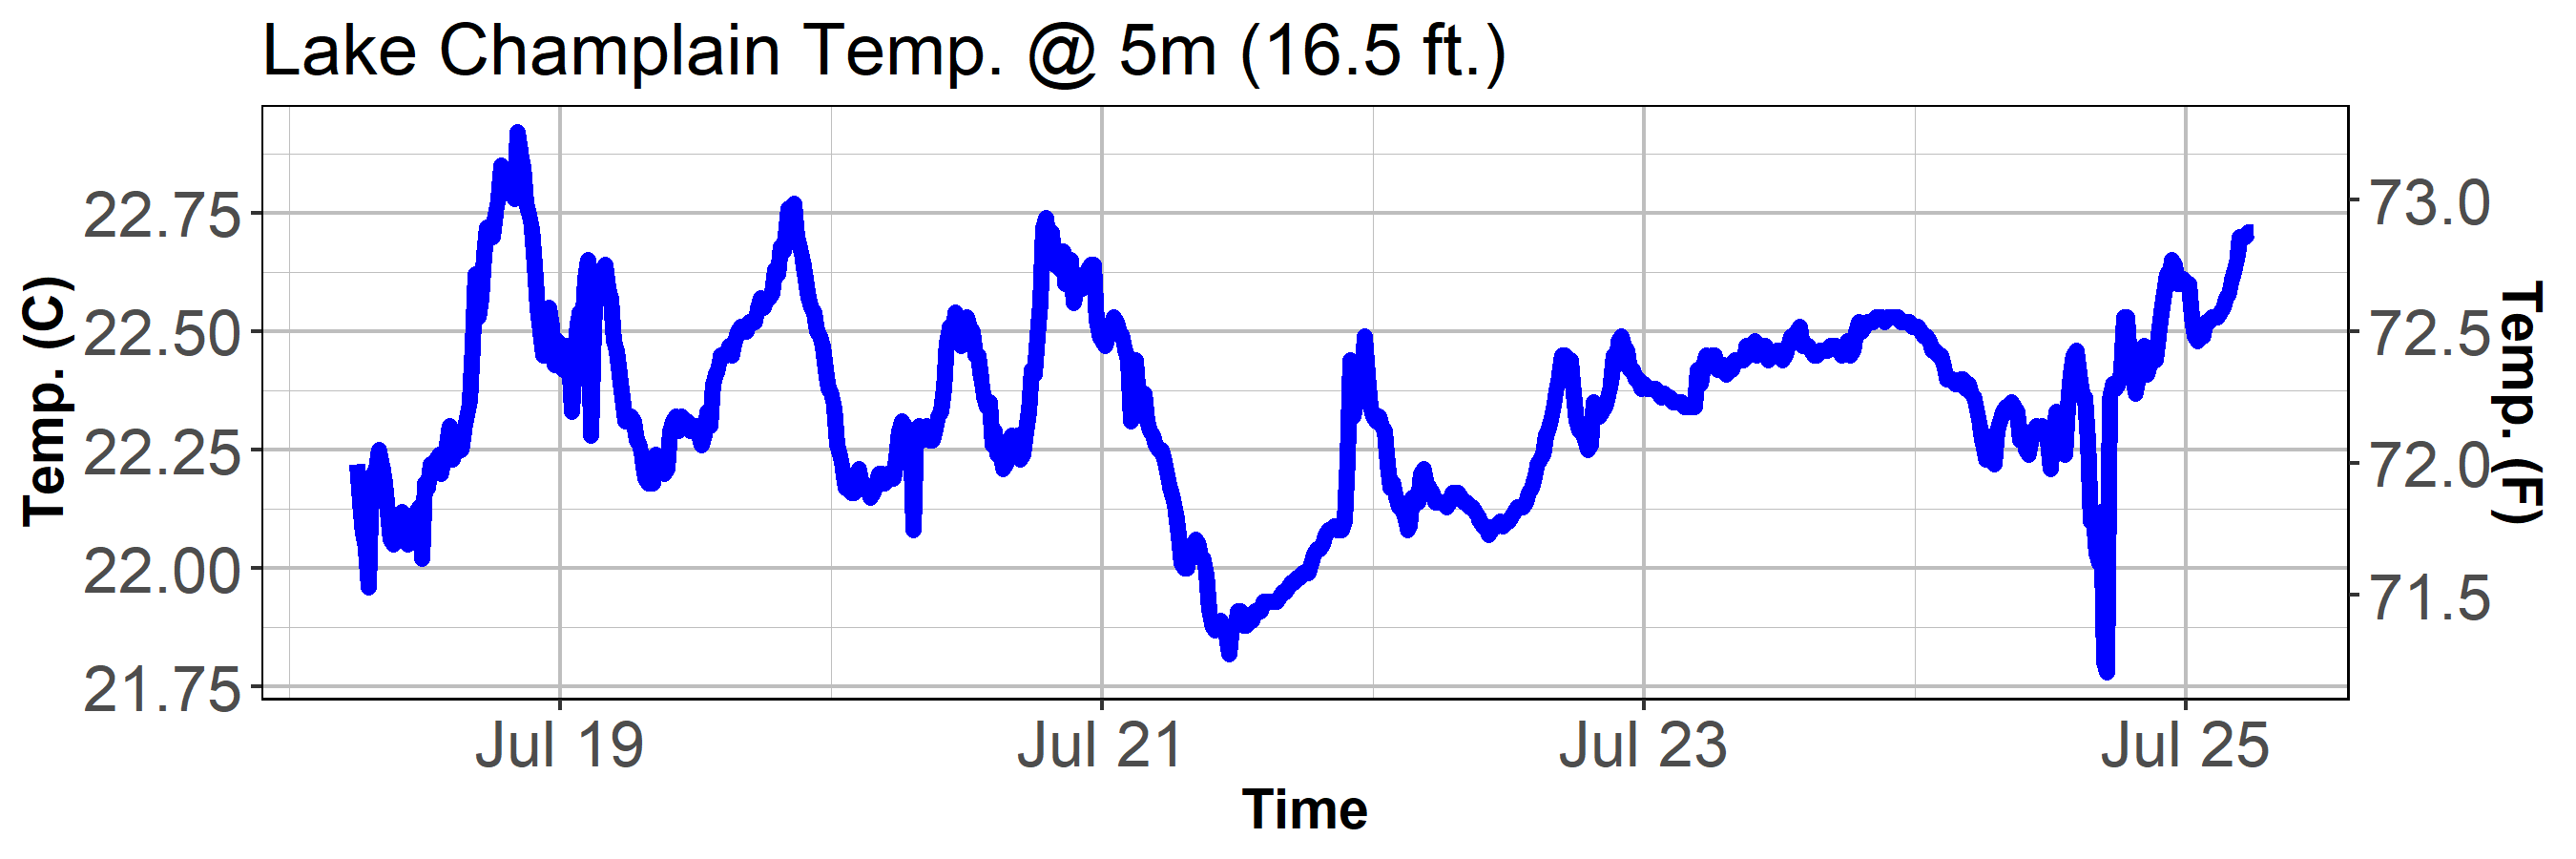 Lake Champlain Temp. @ 5m (16.5 ft.)
Temp. (C)
22.75
22.50
22.25
22.00
21.75
73.0
72.5
72.0
71.5
Temp. (F)
Jul 19 Jul 21 Jul 23 Jul 25
Time